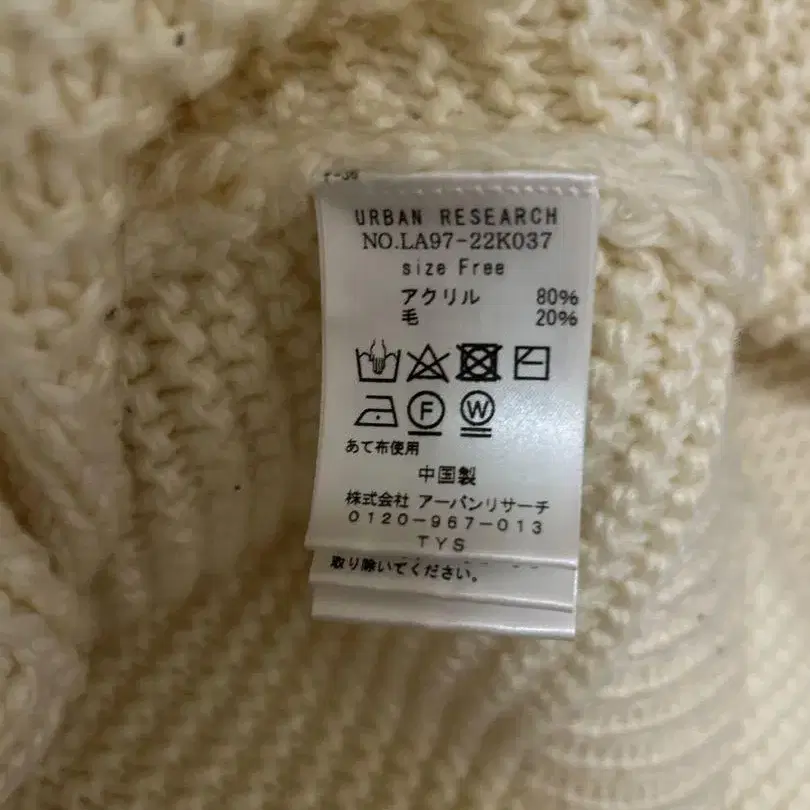 URBAN RESEARCH
NO.LA97-22K037
size Free
アクリル 80%
毛 20%
F W
あて布使用
中国製
株式会社 アーバンリサーチ
0120-967-013
TYS
取り除いてください。